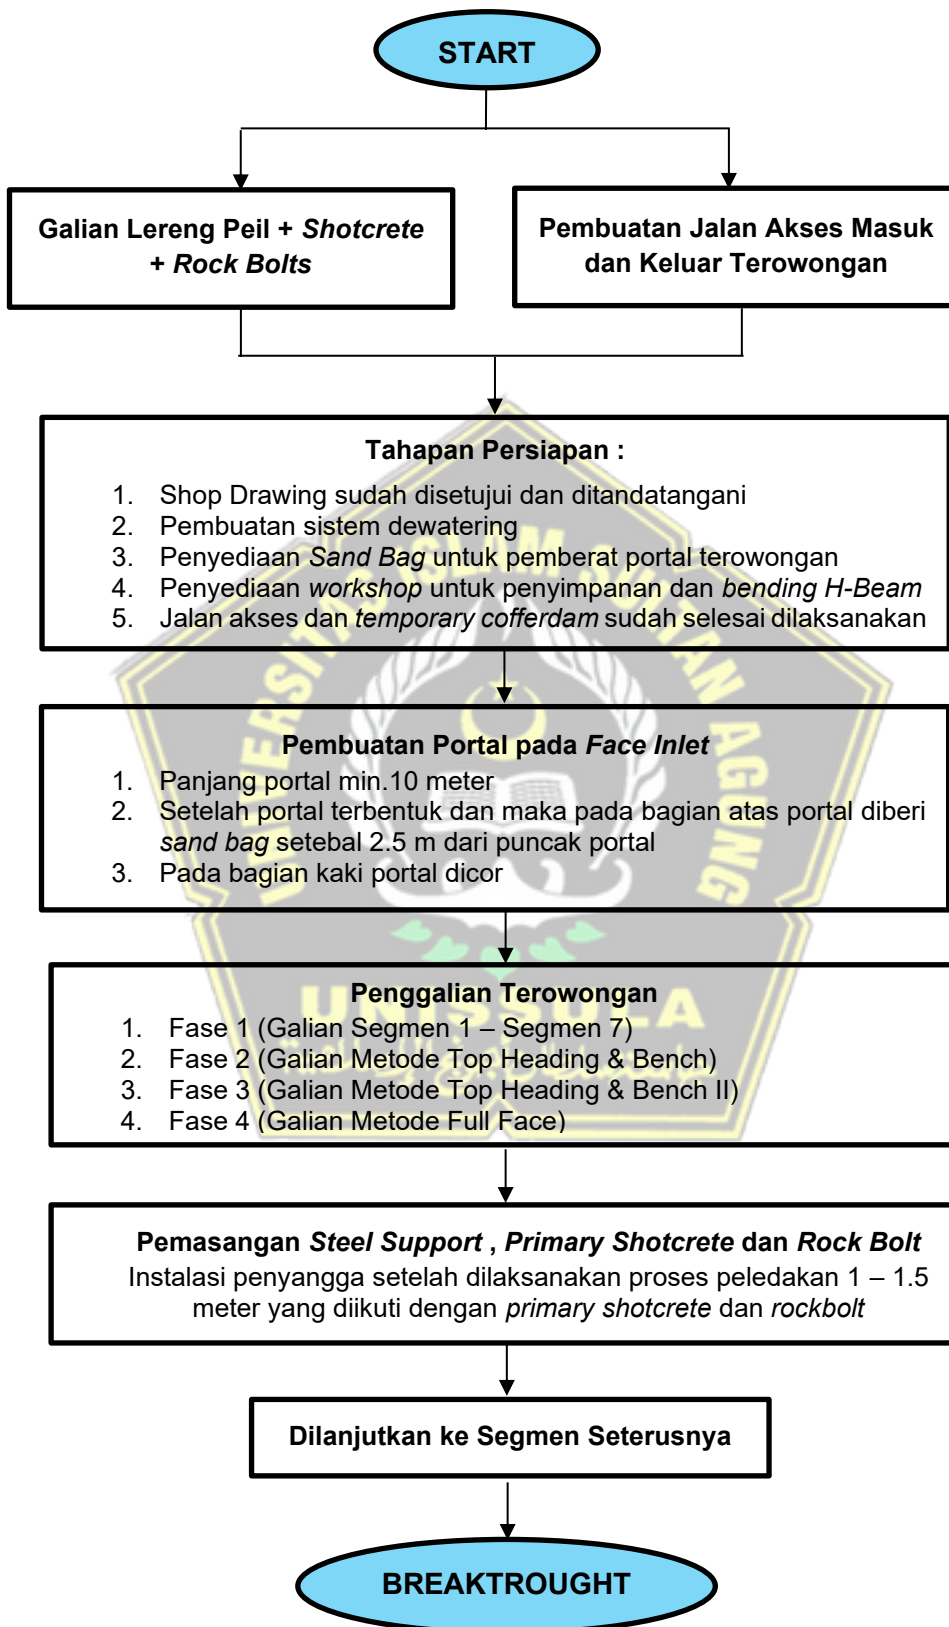 START
Galian Lereng Peil + Shotcrete
+ Rock Bolts
Pembuatan Jalan Akses Masuk
dan Keluar Terowongan
Tahapan Persiapan :
1. Shop Drawing sudah disetujui dan ditandatangani
2. Pembuatan sistem dewatering
3. Penyediaan Sand Bag untuk pemberat portal terowongan
4. Penyediaan workshop untuk penyimpanan dan bending H-Beam
5. Jalan akses dan temporary cofferdam sudah selesai dilaksanakan
Pembuatan Portal pada Face Inlet
1. Panjang portal min.10 meter
2. Setelah portal terbentuk dan maka pada bagian atas portal diberi
sand bag setebal 2.5 m dari puncak portal
3. Pada bagian kaki portal dicor
Penggalian Terowongan
1. Fase 1 (Galian Segmen 1 – Segmen 7)
2. Fase 2 (Galian Metode Top Heading & Bench)
3. Fase 3 (Galian Metode Top Heading & Bench II)
4. Fase 4 (Galian Metode Full Face)
Pemasangan Steel Support , Primary Shotcrete dan Rock Bolt
Instalasi penyangga setelah dilaksanakan proses peledakan 1 – 1.5
meter yang diikuti dengan primary shotcrete dan rockbolt
Dilanjutkan ke Segmen Seterusnya
BREAKTROUGHT
UNIVERSITAS ISLAM SULTAN AGUNG
UNISSULA